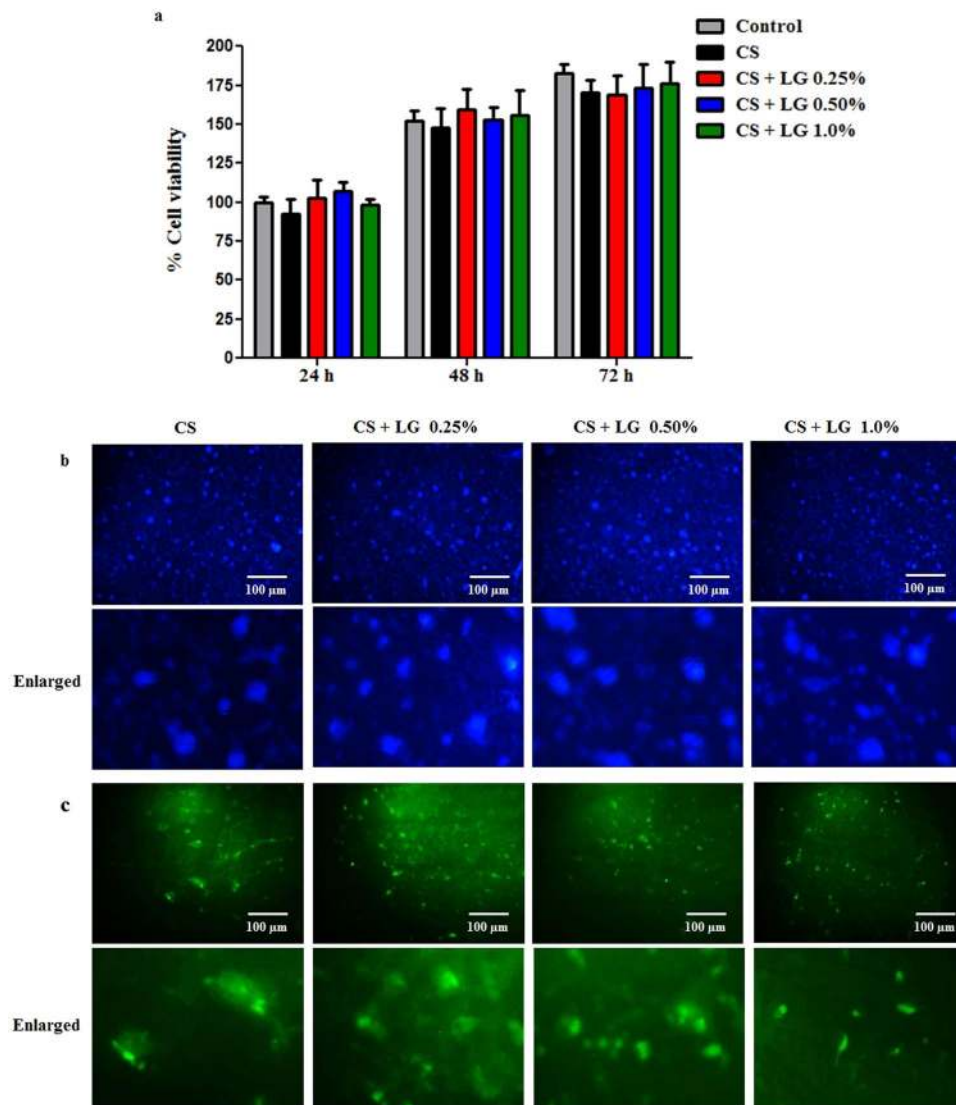 a
Control
CS
CS + LG 0.25%
CS + LG 0.50%
CS + LG 1.0%
% Cell viability
200
175
150
125
100
75
50
25
0
24 h
48 h
72 h
CS
CS + LG 0.25%
CS + LG 0.50%
CS + LG 1.0%
b
100 µm
100 µm
100 µm
100 µm
Enlarged
c
100 µm
100 µm
100 µm
100 µm
Enlarged